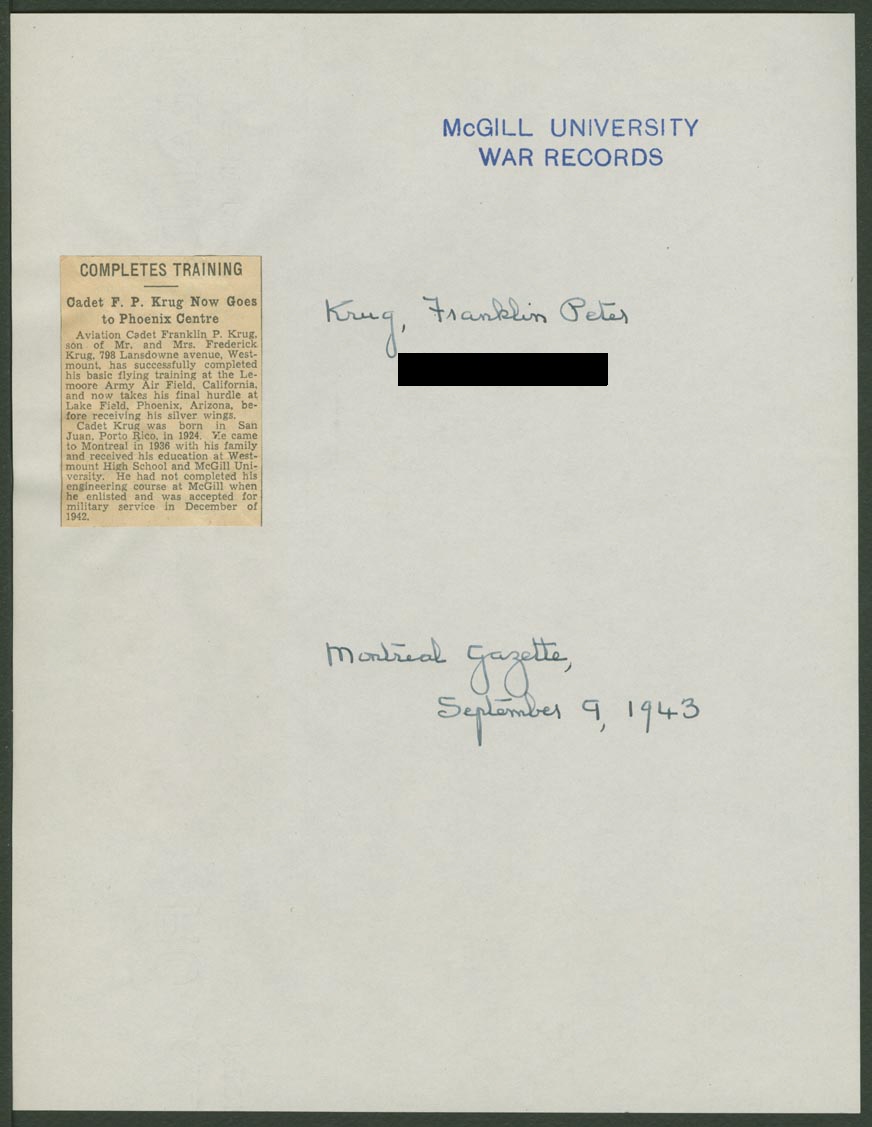 McGILL UNIVERSITY
WAR RECORDS
COMPLETES TRAINING
Cadet F. P. Krug Now Goes
to Phoenix Centre
Aviation Cadet Franklin P. Krug,
son of Mr. and Mrs. Frederick
Krug, 798 Lansdowne avenue, West-
mount, has successfully completed
his basic flying training at the Le-
moore Army Air Field, California,
and now takes his final hurdle at
Lake Field, Phoenix, Arizona, be-
fore receiving his silver wings.
Cadet Krug was born in San
Juan, Porto Rico, in 1924. He came
to Montreal in 1936 with his family
and received his education at West-
mount High School and McGill Uni-
versity. He had not completed his
engineering course at McGill when
he enlisted and was accepted for
military service in December of
1942.
Krug, Franklin Peter
Montreal Gazette,
September 9, 1943